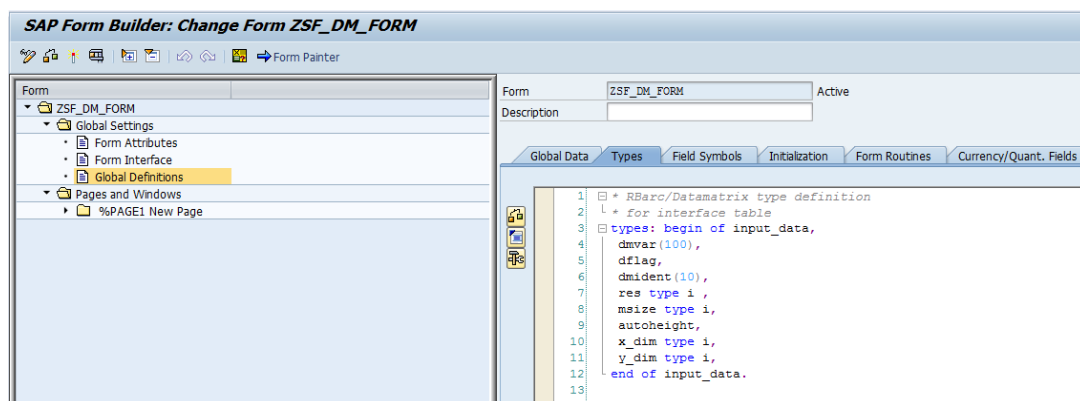 SAP Form Builder: Change Form ZSF_DM_FORM
Form Painter
Form
ZSF_DM_FORM
Global Settings
Form Attributes
Form Interface
Global Definitions
Pages and Windows
%PAGE1 New Page
Form ZSF_DM_FORM Active
Description
Global Data Types Field Symbols Initialization Form Routines Currency/Quant. Fields
1 * RBarc/Datamatrix type definition
2 * for interface table
3 types: begin of input_data,
4 dmvar(100),
5 dflag,
6 dmident(10),
7 res type i ,
8 msize type i,
9 autoheight,
10 x_dim type i,
11 y_dim type i,
12 end of input_data.
13